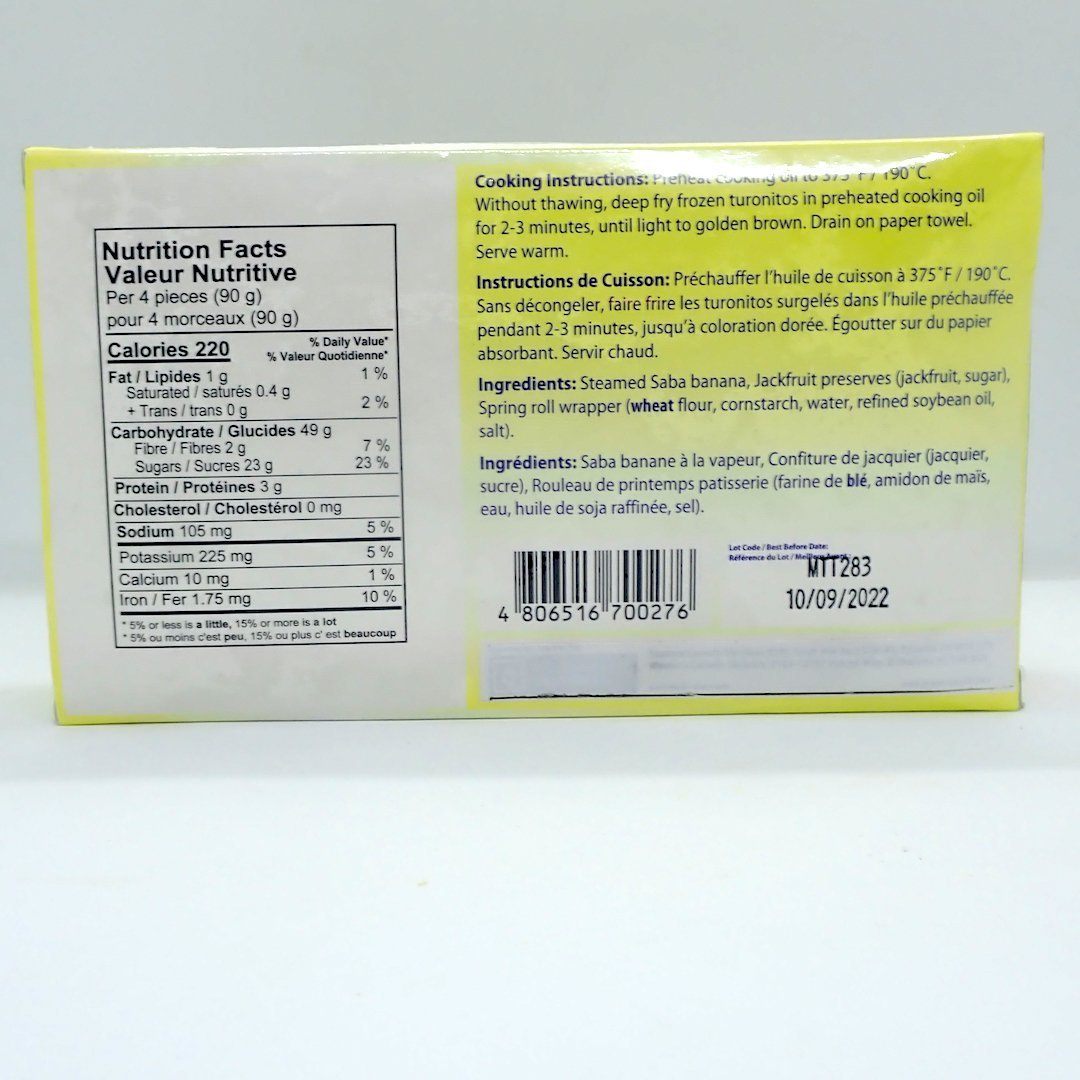 Nutrition Facts
Valeur Nutritive
Per 4 pieces (90 g)
pour 4 morceaux (90 g)
Calories 220
% Daily Value*
% Valeur Quotidienne*
Fat / Lipides 1 g 1 %
Saturated / saturés 0.4 g
+ Trans / trans 0 g 2 %
Carbohydrate / Glucides 49 g
Fibre / Fibres 2 g 7 %
Sugars / Sucres 23 g 23 %
Protein / Protéines 3 g
Cholesterol / Cholestérol 0 mg
Sodium 105 mg 5 %
Potassium 225 mg 5 %
Calcium 10 mg 1 %
Iron / Fer 1.75 mg 10 %
* 5% or less is a little, 15% or more is a lot
* 5% ou moins c'est peu, 15% ou plus c' est beaucoup
Cooking Instructions: Preheat cooking oil to 375°F / 190°C.
Without thawing, deep fry frozen turonitos in preheated cooking oil
for 2-3 minutes, until light to golden brown. Drain on paper towel.
Serve warm.
Instructions de Cuisson: Préchauffer l'huile de cuisson à 375°F / 190°C.
Sans décongeler, faire frire les turonitos surgelés dans l'huile préchauffée
pendant 2-3 minutes, jusqu'à coloration dorée. Égoutter sur du papier
absorbant. Servir chaud.
Ingredients: Steamed Saba banana, Jackfruit preserves (jackfruit, sugar),
Spring roll wrapper (wheat flour, cornstarch, water, refined soybean oil,
salt).
Ingrédients: Saba banane à la vapeur, Confiture de jacquier (jacquier,
sucre), Rouleau de printemps patisserie (farine de blé, amidon de maïs,
eau, huile de soja raffinée, sel).
4 806516 700276
Lot Code / Best Before Date:
Référence du Lot / Meilleur Avant:
MTT283
10/09/2022